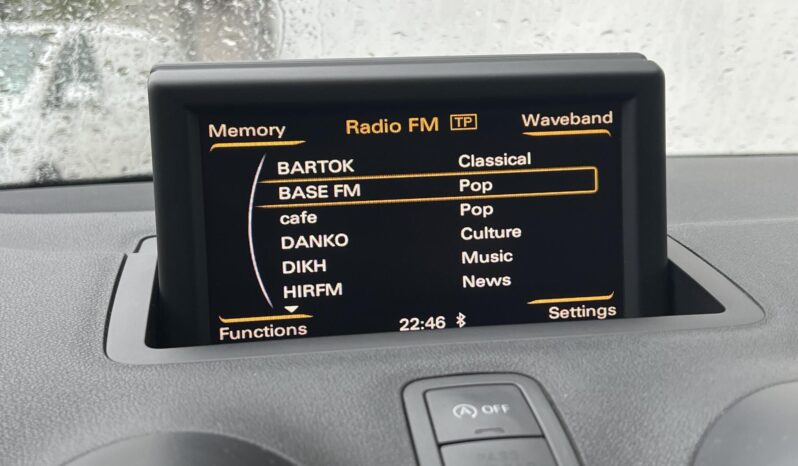 Memory Radio FM TP Waveband
BARTOK Classical
BASE FM Pop
cafe Pop
DANKO Culture
DIKH Music
HIRFM News
Functions 22:46 Settings
A OFF